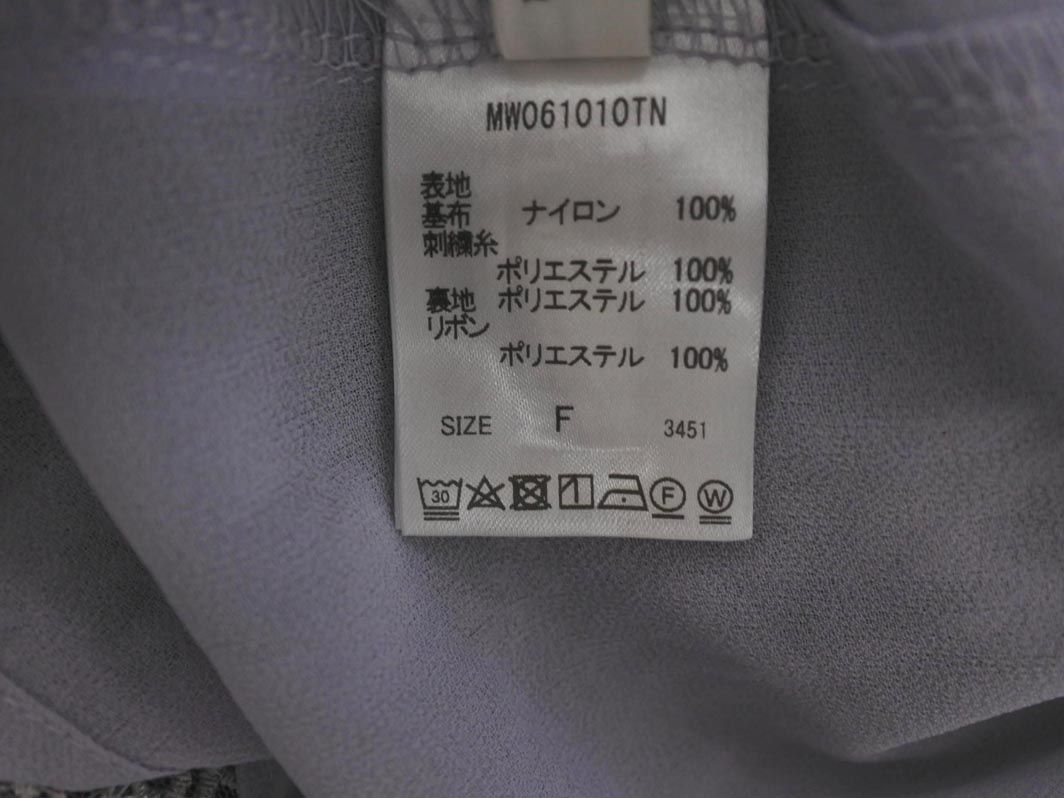 MW061010TN
表地
基布 ナイロン 100%
刺繍糸
ポリエステル 100%
裏地 ポリエステル 100%
リボン
ポリエステル 100%
SIZE F 3451
30 F W